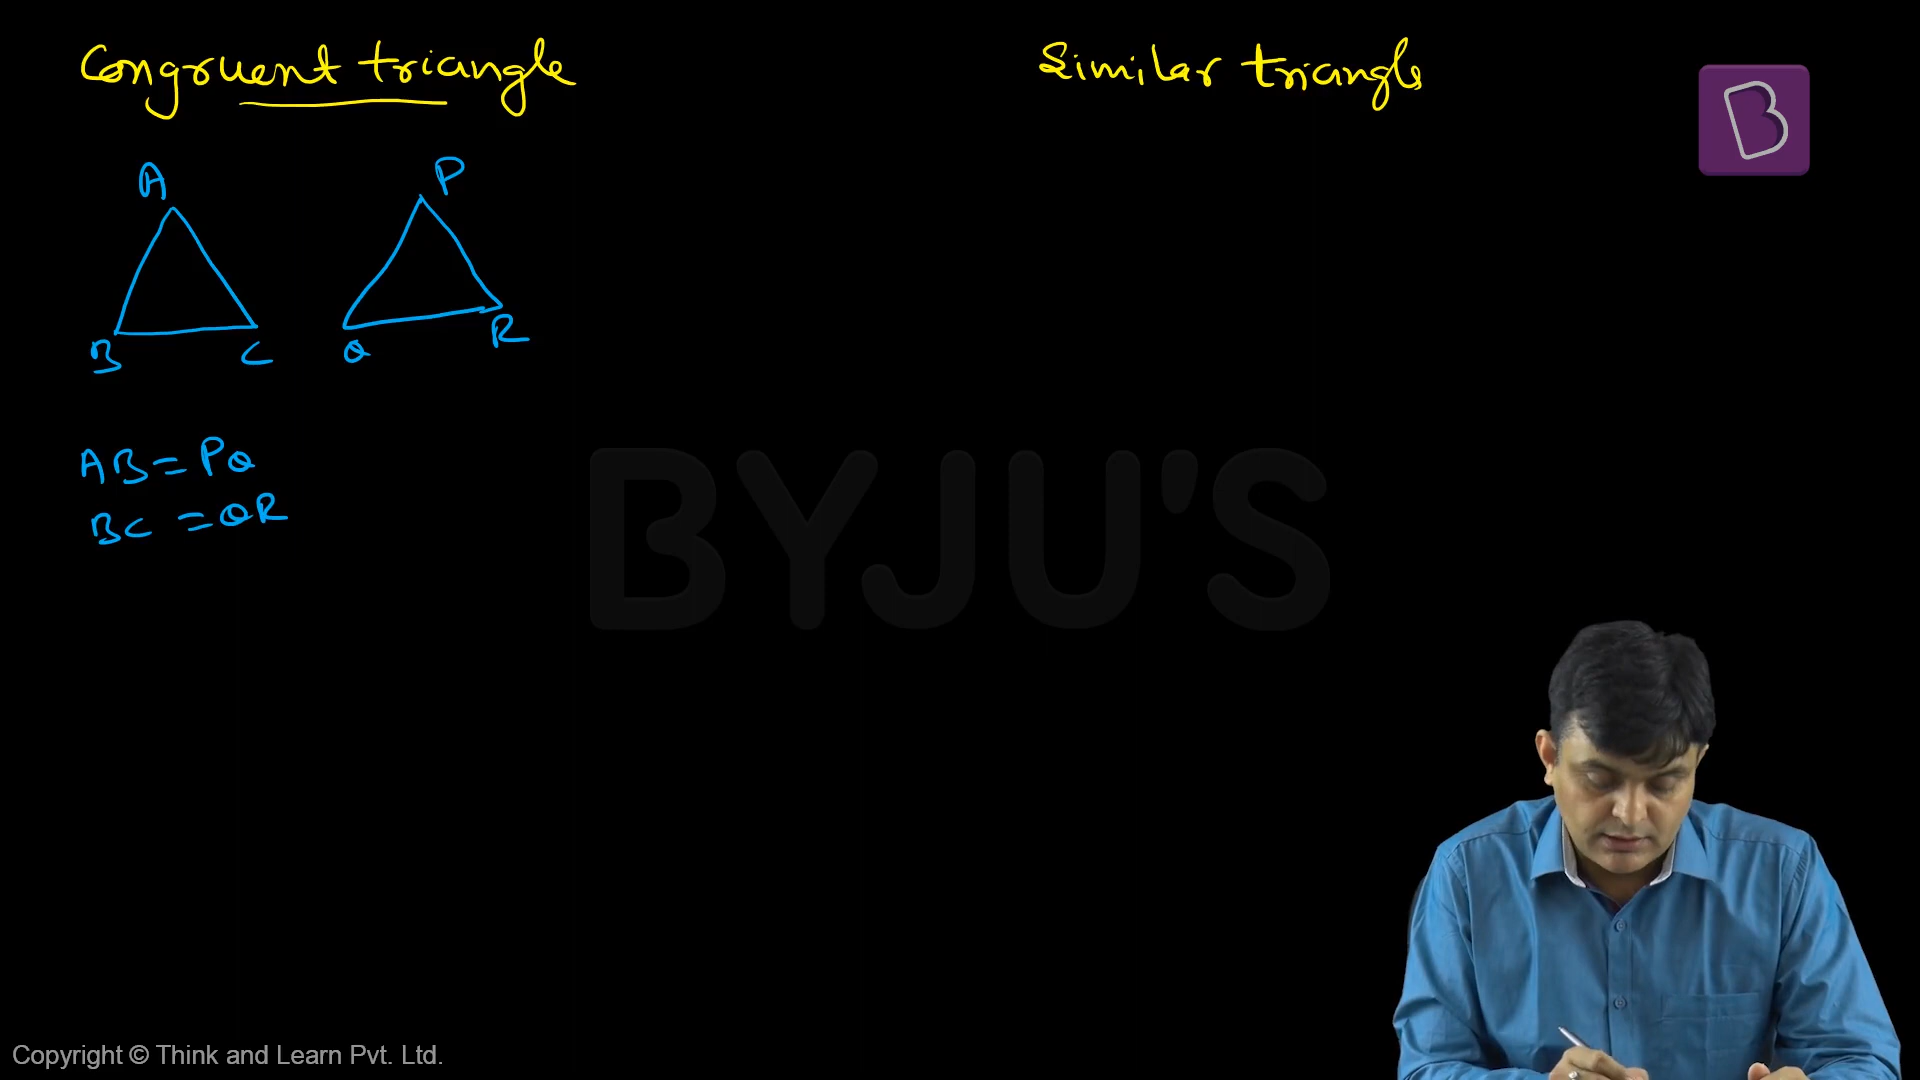 Congruent triangle
Similar triangle
B
A
P
B
C
Q
R
AB = PQ
BC = QR
BYJU'S
Copyright © Think and Learn Pvt. Ltd.